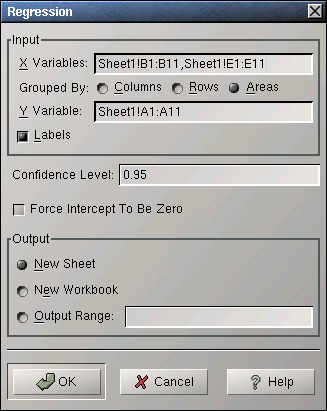 Regression
Input
X Variables: Sheet1!B1:B11,Sheet1!E1:E11
Grouped By: Columns Rows Areas
Y Variable: Sheet1!A1:A11
Labels
Confidence Level: 0.95
Force Intercept To Be Zero
Output
New Sheet
New Workbook
Output Range:
OK Cancel ? Help